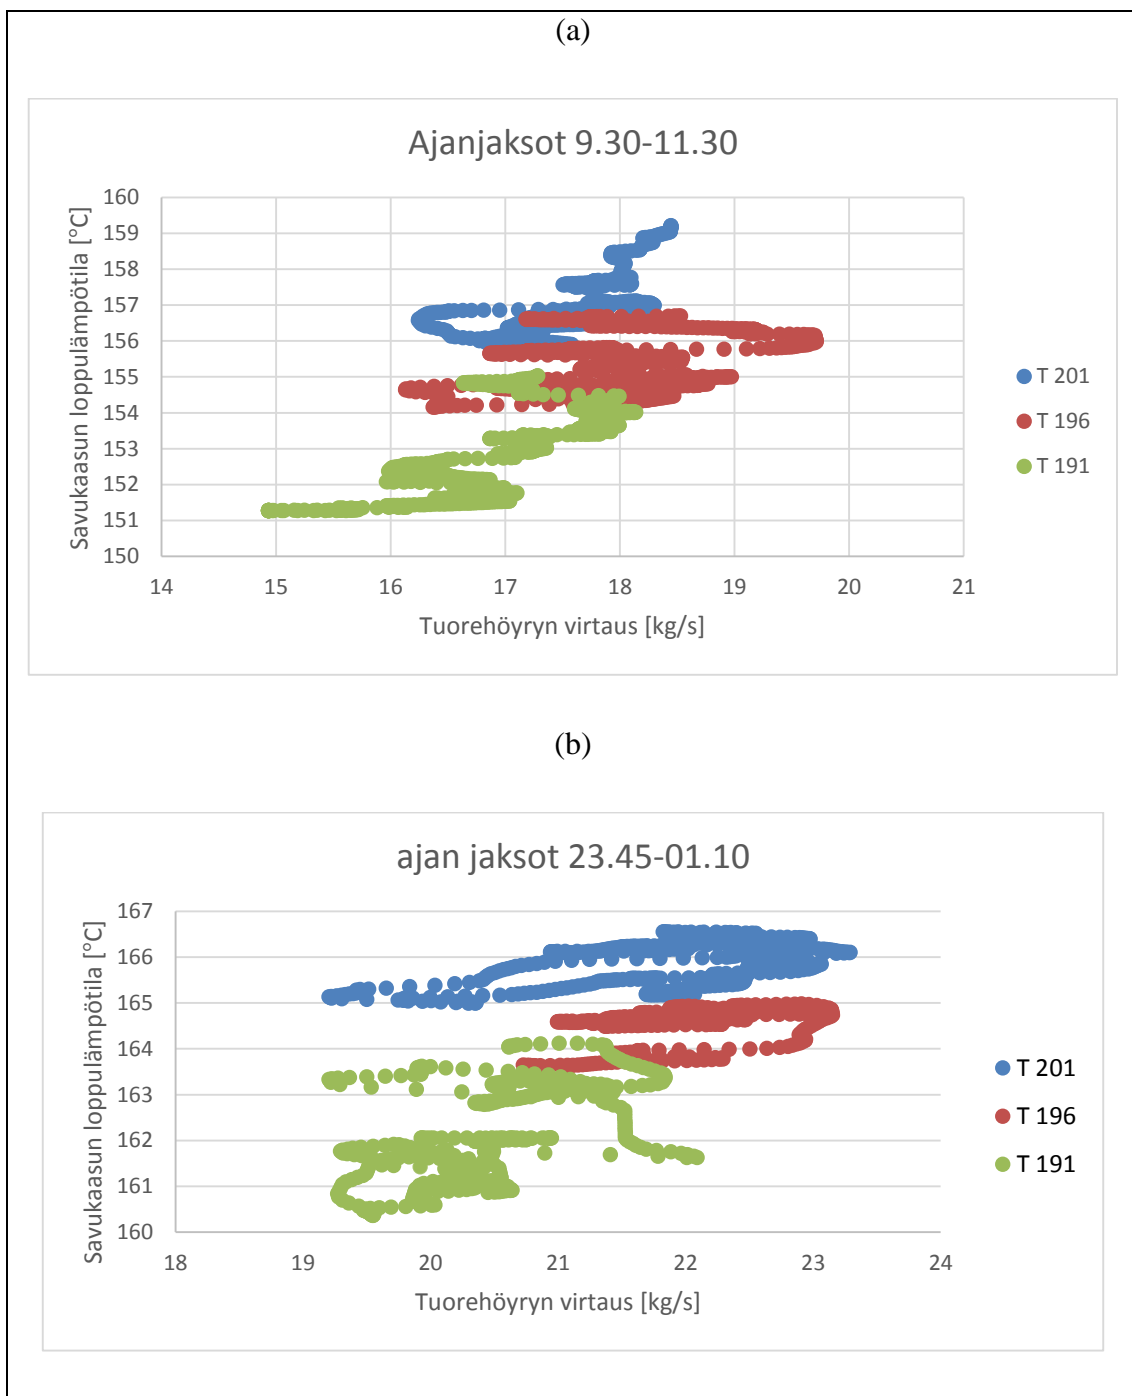 (a)
Ajanjaksot 9.30-11.30
Savukaasun loppulämpötila [°C]
160
159
158
157
156
155
154
153
152
151
150
14 15 16 17 18 19 20 21
Tuorehöyryn virtaus [kg/s]
T 201
T 196
T 191
(b)
ajan jaksot 23.45-01.10
Savukaasun loppulämpötila [°C]
167
166
165
164
163
162
161
160
18 19 20 21 22 23 24
Tuorehöyryn virtaus [kg/s]
T 201
T 196
T 191